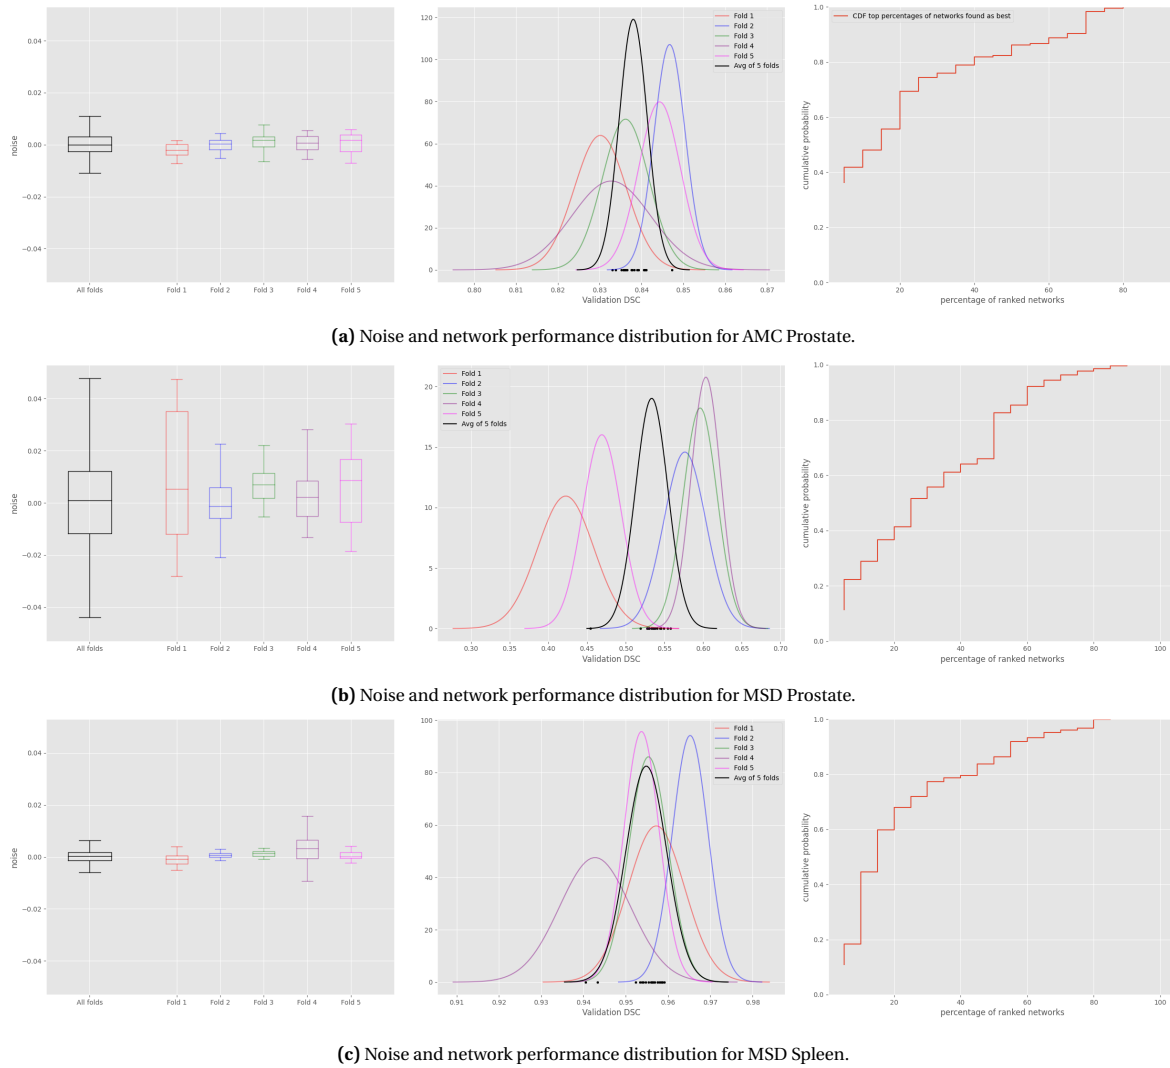 0.04
0.02
0.00
−0.02
−0.04
noise
All folds Fold 1 Fold 2 Fold 3 Fold 4 Fold 5
120
100
80
60
40
20
0
0.80 0.81 0.82 0.83 0.84 0.85 0.86 0.87
Validation DSC
Fold 1
Fold 2
Fold 3
Fold 4
Fold 5
Avg of 5 folds
1.0
0.8
0.6
0.4
0.2
0.0
cumulative probability
20 40 60 80
percentage of ranked networks
CDF top percentages of networks found as best
(a) Noise and network performance distribution for AMC Prostate.
0.04
0.02
0.00
−0.02
−0.04
noise
All folds Fold 1 Fold 2 Fold 3 Fold 4 Fold 5
20
15
10
5
0
0.30 0.35 0.40 0.45 0.50 0.55 0.60 0.65 0.70
Validation DSC
Fold 1
Fold 2
Fold 3
Fold 4
Fold 5
Avg of 5 folds
1.0
0.8
0.6
0.4
0.2
0.0
cumulative probability
20 40 60 80 100
percentage of ranked networks
(b) Noise and network performance distribution for MSD Prostate.
0.04
0.02
0.00
−0.02
−0.04
noise
All folds Fold 1 Fold 2 Fold 3 Fold 4 Fold 5
100
80
60
40
20
0
0.91 0.92 0.93 0.94 0.95 0.96 0.97 0.98
Validation DSC
Fold 1
Fold 2
Fold 3
Fold 4
Fold 5
Avg of 5 folds
1.0
0.8
0.6
0.4
0.2
0.0
cumulative probability
20 40 60 80 100
percentage of ranked networks
(c) Noise and network performance distribution for MSD Spleen.